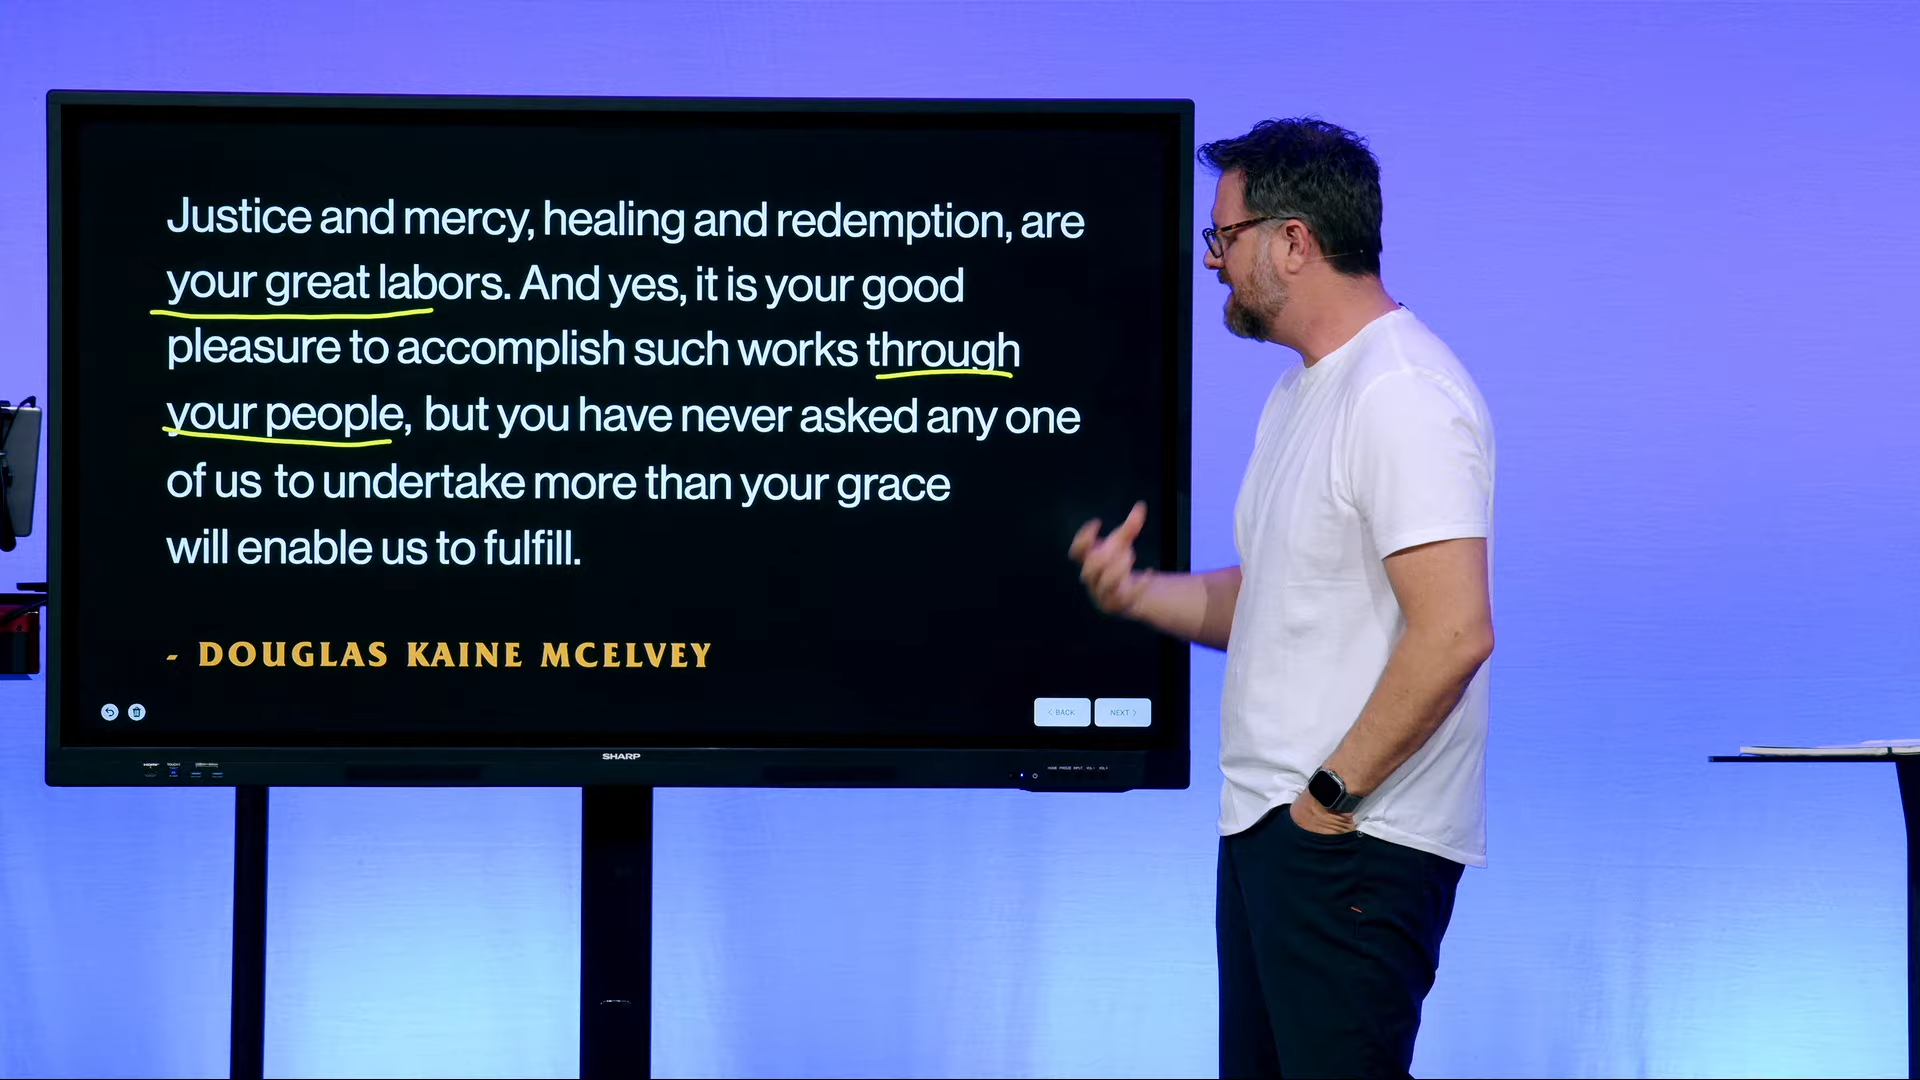 Justice and mercy, healing and redemption, are
your great labors. And yes, it is your good
pleasure to accomplish such works through
your people, but you have never asked any one
of us to undertake more than your grace
will enable us to fulfill.
- DOUGLAS KAINE MCELVEY
< BACK
NEXT >
SHARP